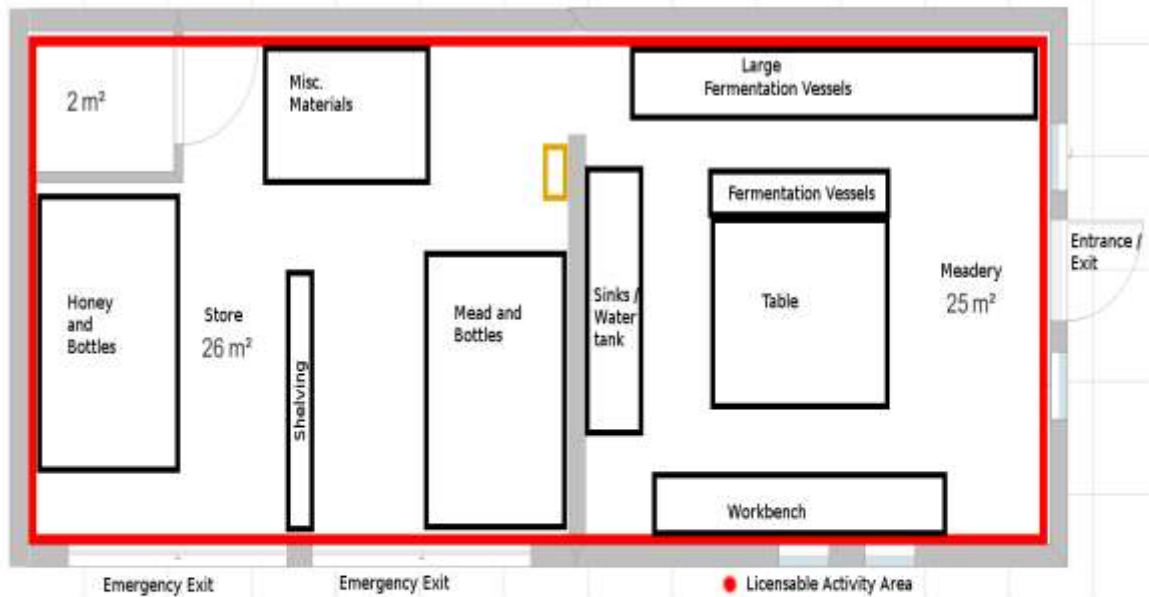 2 m²
Misc.
Materials
Large
Fermentation Vessels
Fermentation Vessels
Entrance /
Exit
Honey
and
Bottles
Store
26 m²
Shelving
Mead and
Bottles
Sinks /
Water
tank
Table
Meadery
25 m²
Workbench
Emergency Exit
Emergency Exit
Licensable Activity Area